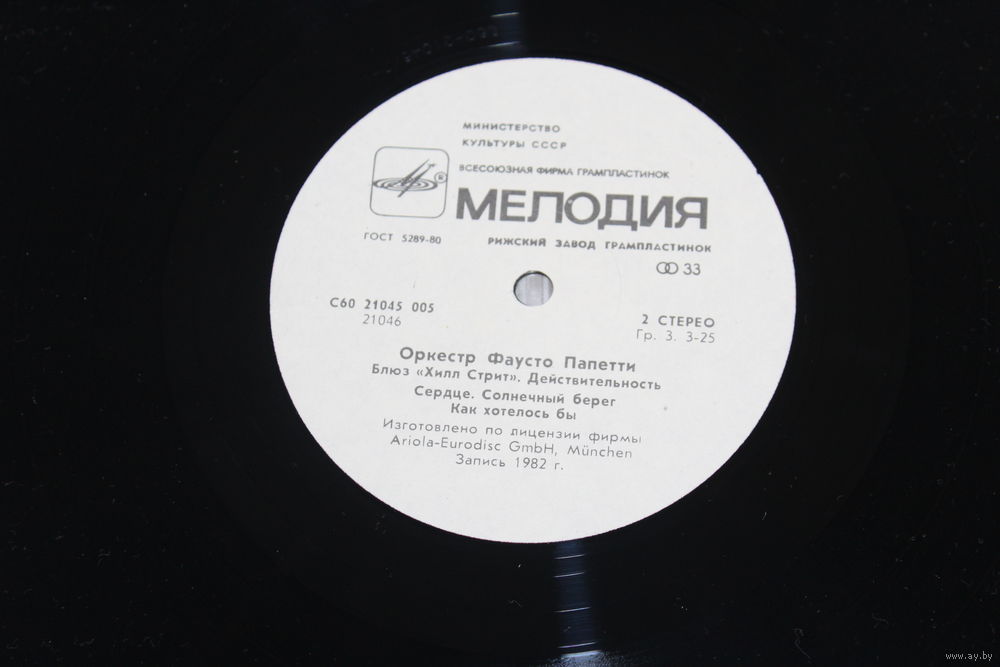 МИНИСТЕРСТВО
КУЛЬТУРЫ СССР
ВСЕСОЮЗНАЯ ФИРМА ГРАМПЛАСТИНОК
®
МЕЛОДИЯ
ГОСТ 5289-80
РИЖСКИЙ ЗАВОД ГРАМПЛАСТИНОК
33
С60 21045 005
21046
2 СТЕРЕО
Гр. 3. 3-25
Оркестр Фаусто Папетти
Блюз «Хилл Стрит». Действительность
Сердце. Солнечный берег
Как хотелось бы
Изготовлено по лицензии фирмы
Ariola-Eurodisc GmbH, München
Запись 1982 г.
www.ay.by